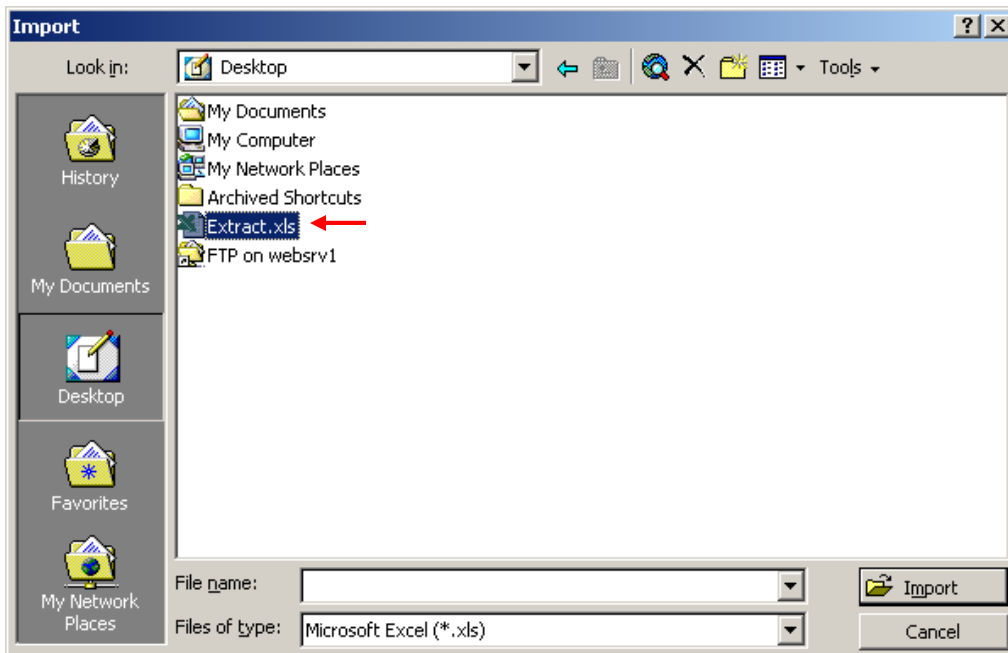 Import
Look in: Desktop Tools
My Documents
My Computer
My Network Places
Archived Shortcuts
Extract.xls
FTP on websrv1
History
My Documents
Desktop
Favorites
My Network
Places
File name: Import
Files of type: Microsoft Excel (*.xls) Cancel